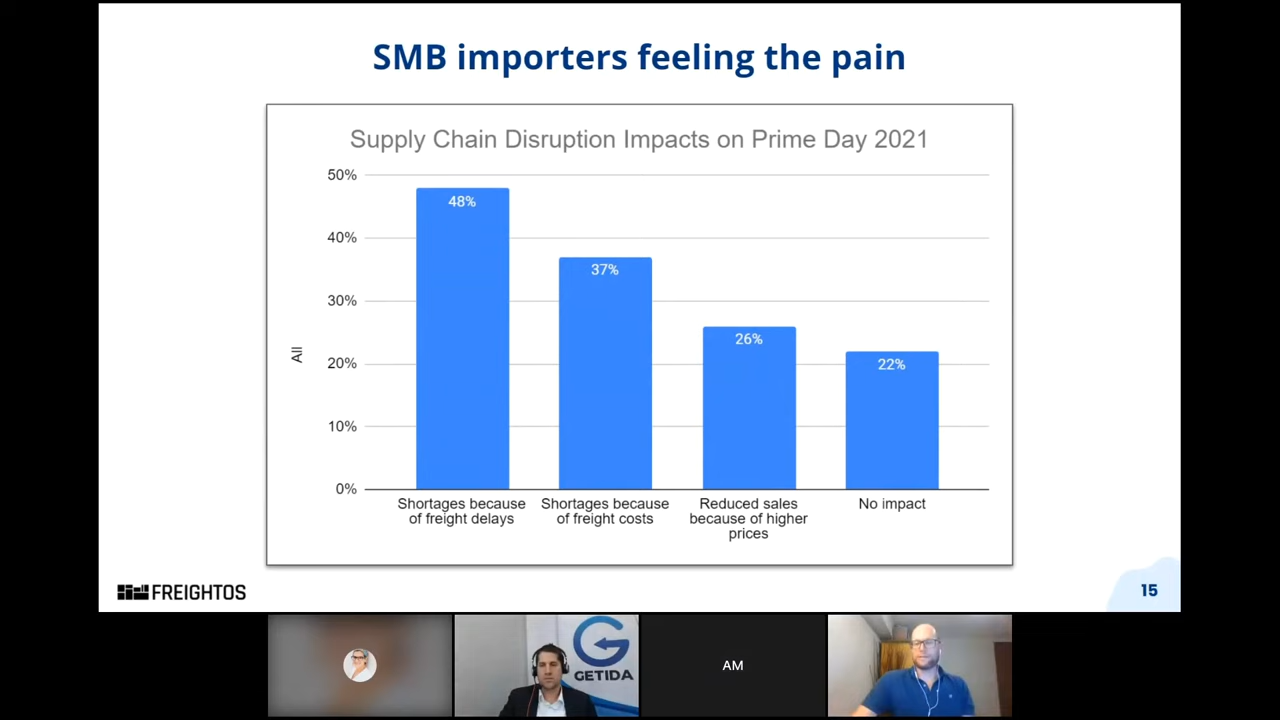 SMB importers feeling the pain
Supply Chain Disruption Impacts on Prime Day 2021
50%
40%
30%
20%
10%
0%
All
48%
37%
26%
22%
Shortages because
of freight delays
Shortages because
of freight costs
Reduced sales
because of higher
prices
No impact
FREIGHTOS
15
G
GETIDA
AM